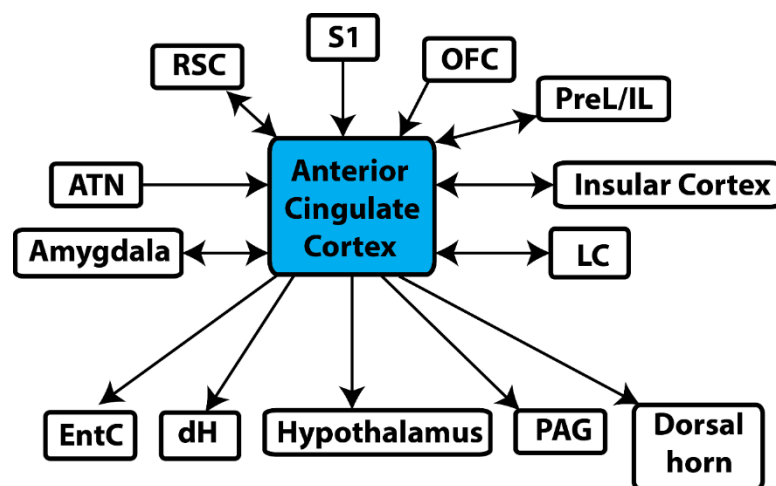 S1
RSC
OFC
PreL/IL
Anterior
Cingulate
Cortex
ATN
Insular Cortex
Amygdala
LC
EntC
dH
Hypothalamus
PAG
Dorsal
horn